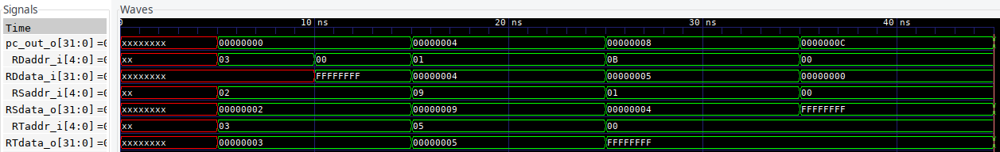 Signals Waves
Time 0 10 ns 20 ns 30 ns 40 ns
pc_out_o[31:0]=0 xxxxxxxx 00000000 00000004 00000008 0000000C
RDaddr_i[4:0]=0 xx 03 00 01 0B 00
RDdata_i[31:0]=0 xxxxxxxx FFFFFFFF 00000004 00000005 00000000
RSaddr_i[4:0]=0 xx 02 09 01 00
RSdata_o[31:0]=0 xxxxxxxx 00000002 00000009 00000004 FFFFFFFF
RTaddr_i[4:0]=0 xx 03 05 00
RTdata_o[31:0]=0 xxxxxxxx 00000003 00000005 FFFFFFFF